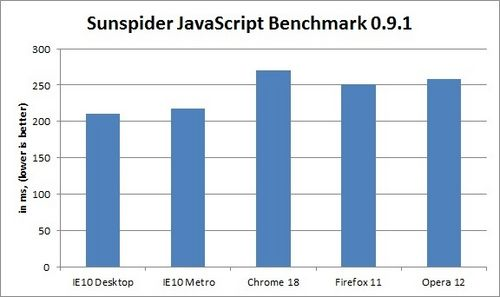 Sunspider JavaScript Benchmark 0.9.1
in ms, (lower is better)
300
250
200
150
100
50
0
IE10 Desktop
IE10 Metro
Chrome 18
Firefox 11
Opera 12